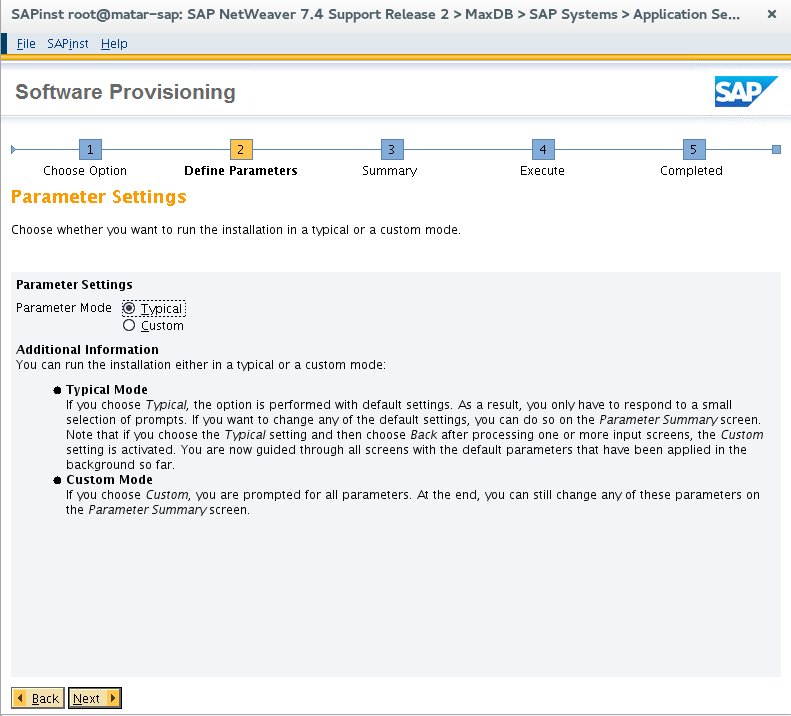 SAPinst root@matar-sap: SAP NetWeaver 7.4 Support Release 2 > MaxDB > SAP Systems > Application Se...
File SAPinst Help
Software Provisioning
SAP
1 2 3 4 5
Choose Option Define Parameters Summary Execute Completed
Parameter Settings
Choose whether you want to run the installation in a typical or a custom mode.
Parameter Settings
Parameter Mode Typical
Custom
Additional Information
You can run the installation either in a typical or a custom mode:
Typical Mode
If you choose Typical, the option is performed with default settings. As a result, you only have to respond to a small
selection of prompts. If you want to change any of the default settings, you can do so on the Parameter Summary screen.
Note that if you choose the Typical setting and then choose Back after processing one or more input screens, the Custom
setting is activated. You are now guided through all screens with the default parameters that have been applied in the
background so far.
Custom Mode
If you choose Custom, you are prompted for all parameters. At the end, you can still change any of these parameters on
the Parameter Summary screen.
Back Next